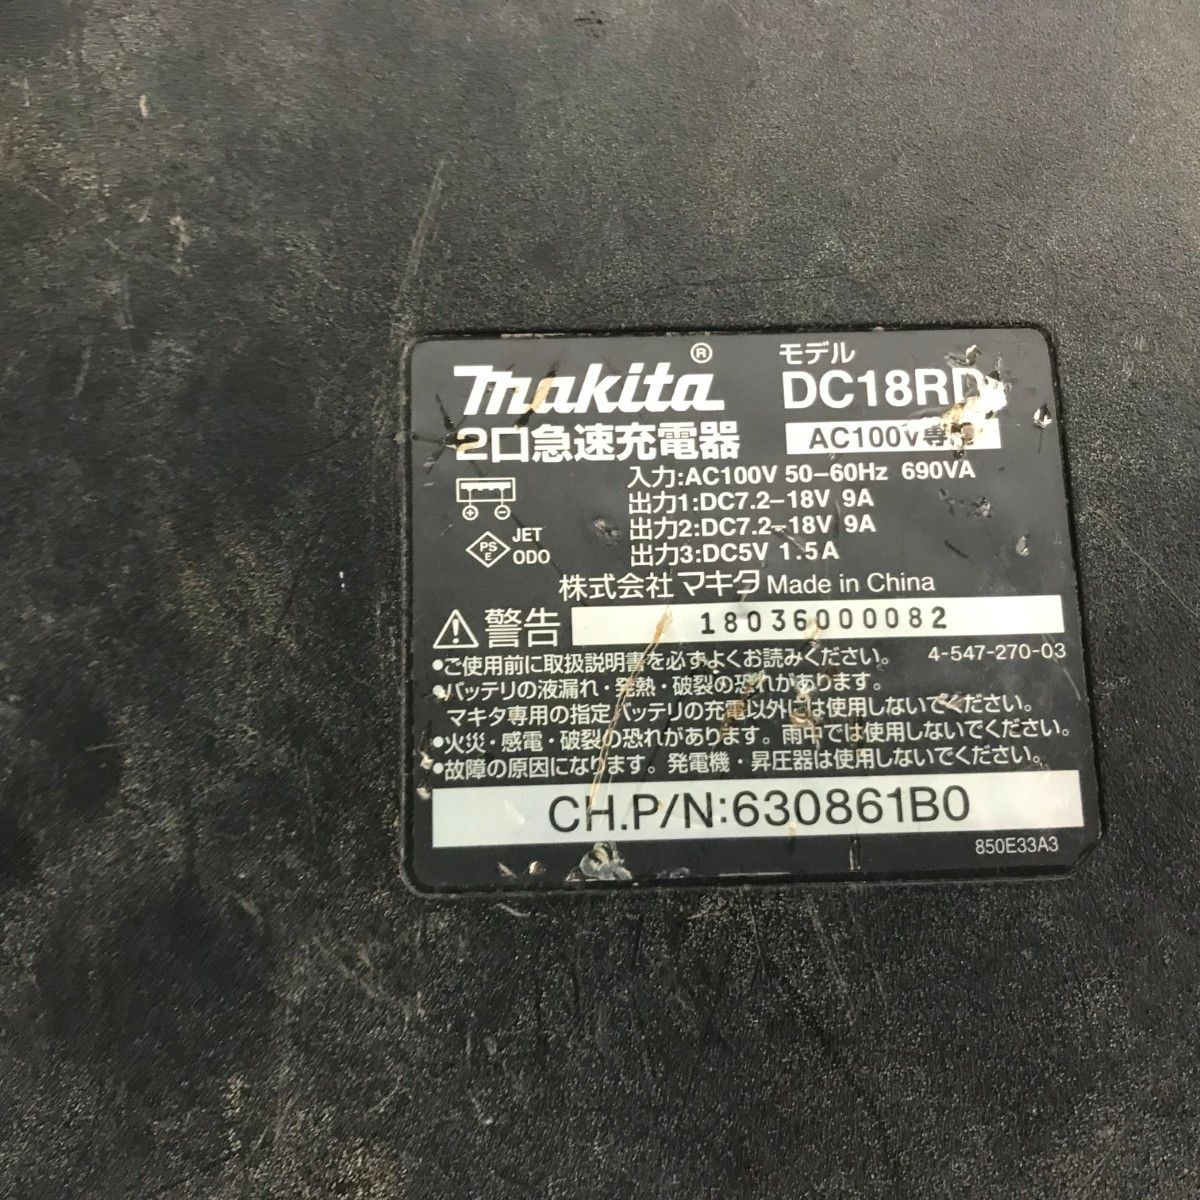 makita®
モデル
DC18RD
2口急速充電器
AC100V専用
入力:AC100V 50-60Hz 690VA
出力1:DC7.2-18V 9A
出力2:DC7.2-18V 9A
出力3:DC5V 1.5A
PS
E
JET
ODO
株式会社 マキタ Made in China
警告
18036000082
•ご使用前に取扱説明書を必ずよくお読みください。 4-547-270-03
•バッテリの液漏れ・発熱・破裂の恐れがあります。
マキタ専用の指定バッテリの充電以外には使用しないでください。
•火災・感電・破裂の恐れがあります。雨中では使用しないでください。
•故障の原因になります。発電機・昇圧器は使用しないでください。
CH.P/N:630861B0
850E33A3